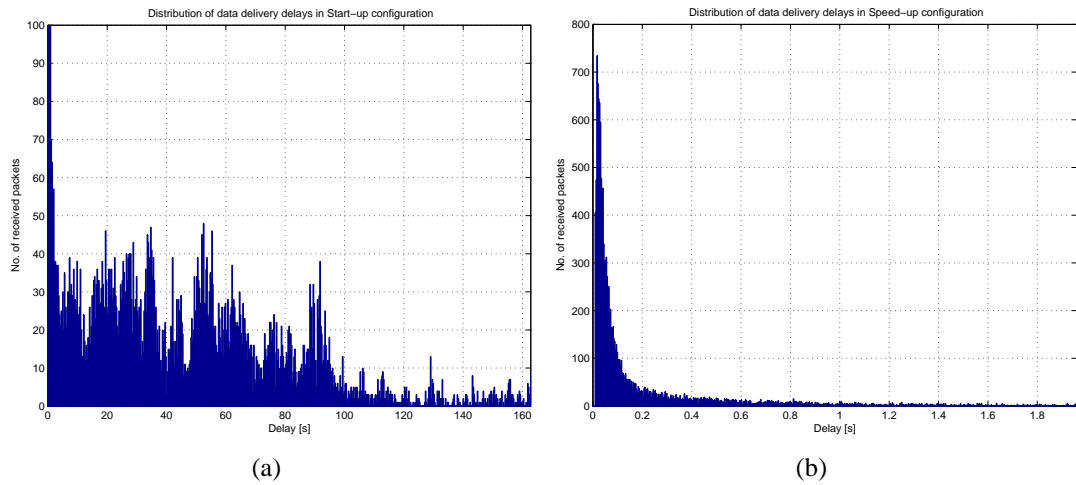 Distribution of data delivery delays in Start-up configuration
100
90
80
70
60
50
40
30
20
10
0
No. of received packets
0 20 40 60 80 100 120 140 160
Delay [s]
(a)
Distribution of data delivery delays in Speed-up configuration
800
700
600
500
400
300
200
100
0
No. of received packets
0 0.2 0.4 0.6 0.8 1 1.2 1.4 1.6 1.8
Delay [s]
(b)